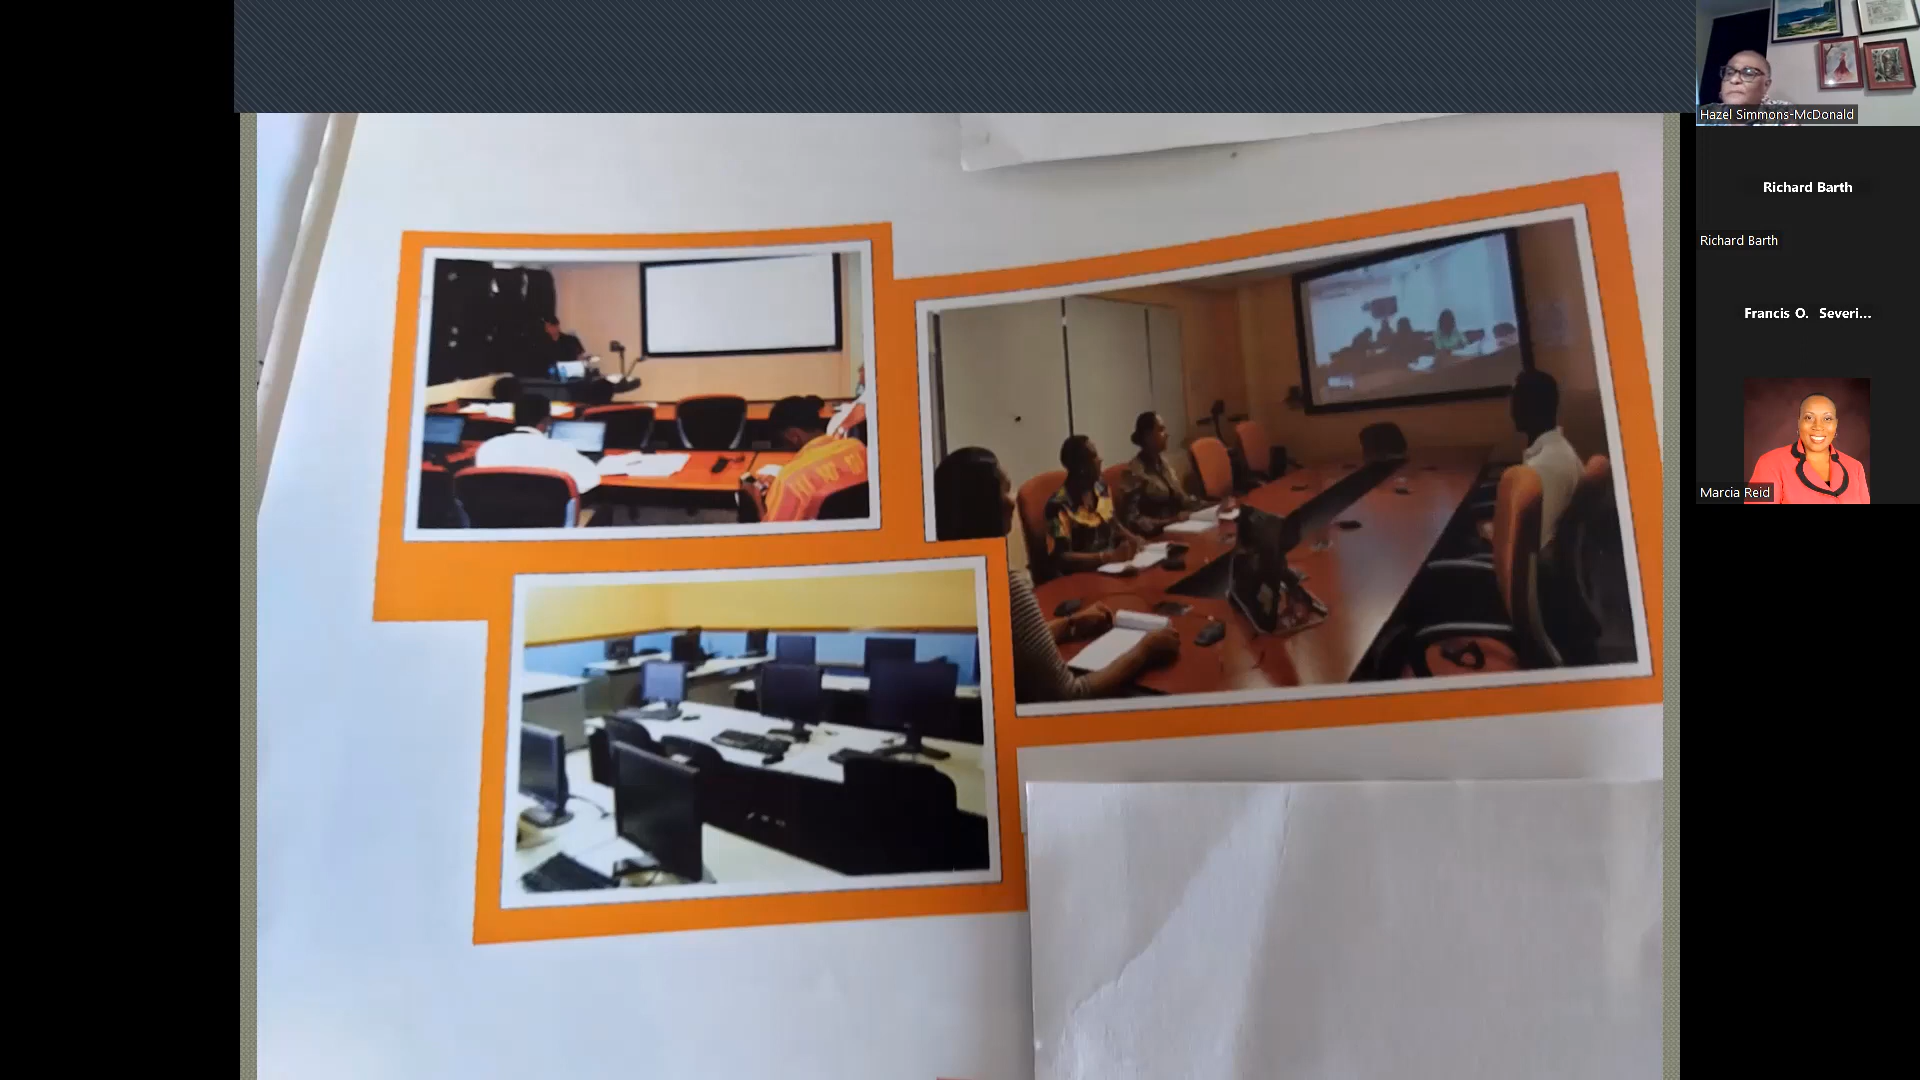 Hazel Simmons-McDonald
Richard Barth
Richard Barth
Francis O. Severi...
Marcia Reid